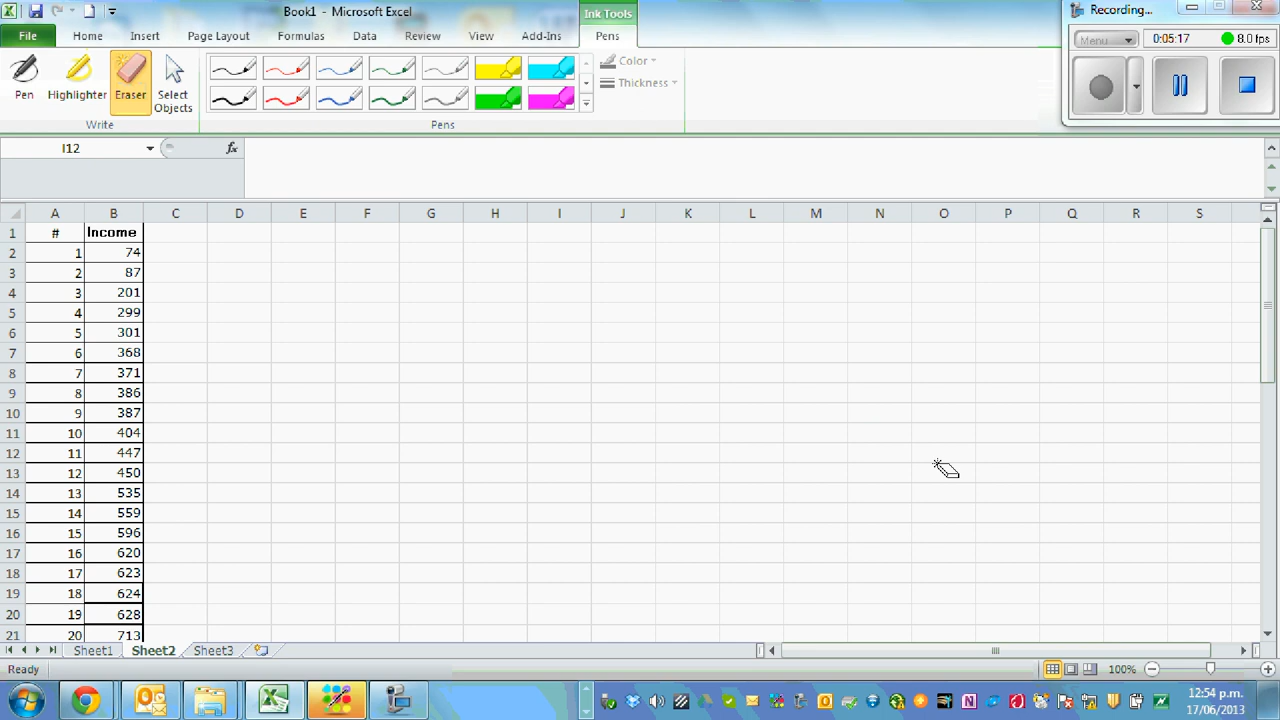 Book1 - Microsoft Excel
Ink Tools
Recording...
File Home Insert Page Layout Formulas Data Review View Add-Ins Pens
Menu 0:05:17 8.0 fps
Pen Highlighter Eraser Select Objects
Color
Thickness
Write Pens
I12 fx
A B C D E F G H I J K L M N O P Q R S
1 # Income
2 1 74
3 2 87
4 3 201
5 4 299
6 5 301
7 6 368
8 7 371
9 8 386
10 9 387
11 10 404
12 11 447
13 12 450
14 13 535
15 14 559
16 15 596
17 16 620
18 17 623
19 18 624
20 19 628
21 20 713
Sheet1 Sheet2 Sheet3
Ready 100%
12:54 p.m.
17/06/2013